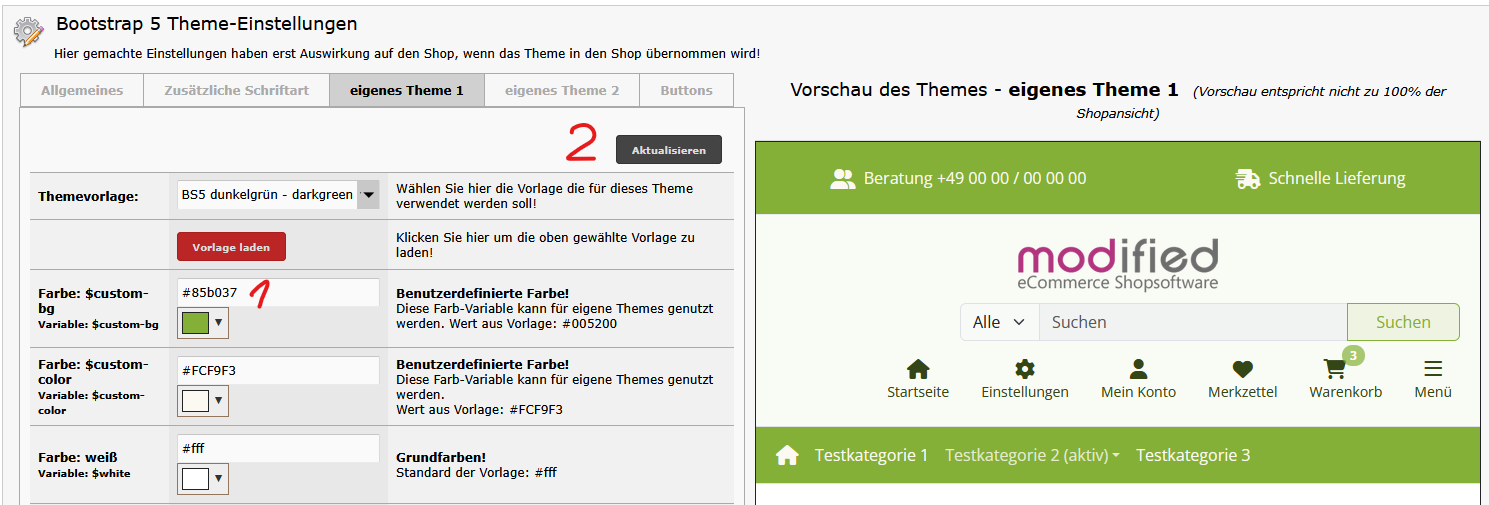 Bootstrap 5 Theme-Einstellungen
Hier gemachte Einstellungen haben erst Auswirkung auf den Shop, wenn das Theme in den Shop übernommen wird!
Allgemeines
Zusätzliche Schriftart
eigenes Theme 1
eigenes Theme 2
Buttons
2
Aktualisieren
Themevorlage:
BS5 dunkelgrün - darkgreen
Wählen Sie hier die Vorlage die für dieses Theme
verwendet werden soll!
Vorlage laden
Klicken Sie hier um die oben gewählte Vorlage zu
laden!
Farbe: $custom-
bg
Variable: $custom-bg
#85b037
1
Benutzerdefinierte Farbe!
Diese Farb-Variable kann für eigene Themes genutzt
werden. Wert aus Vorlage: #005200
Farbe: $custom-
color
Variable: $custom-
color
#FCF9F3
Benutzerdefinierte Farbe!
Diese Farb-Variable kann für eigene Themes genutzt
werden.
Wert aus Vorlage: #FCF9F3
Farbe: weiß
Variable: $white
#fff
Grundfarben!
Standard der Vorlage: #fff
Vorschau des Themes - eigenes Theme 1 (Vorschau entspricht nicht zu 100% der
Shopansicht)
Beratung +49 00 00 / 00 00 00
Schnelle Lieferung
modified
eCommerce Shopsoftware
Alle
Suchen
Suchen
Startseite
Einstellungen
Mein Konto
Merkzettel
3
Warenkorb
Menü
Testkategorie 1
Testkategorie 2 (aktiv)
Testkategorie 3